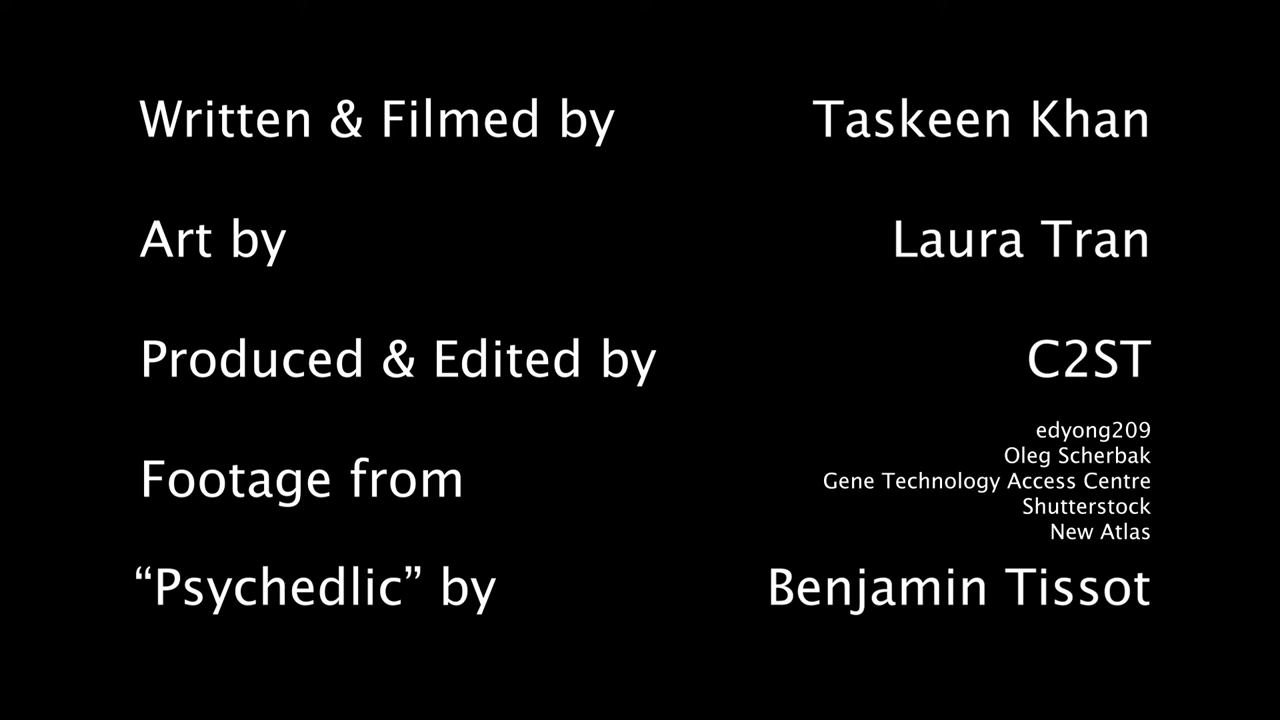 Written & Filmed by Taskeen Khan
Art by Laura Tran
Produced & Edited by C2ST
Footage from
edyong209
Oleg Scherbak
Gene Technology Access Centre
Shutterstock
New Atlas
“Psychedlic” by Benjamin Tissot